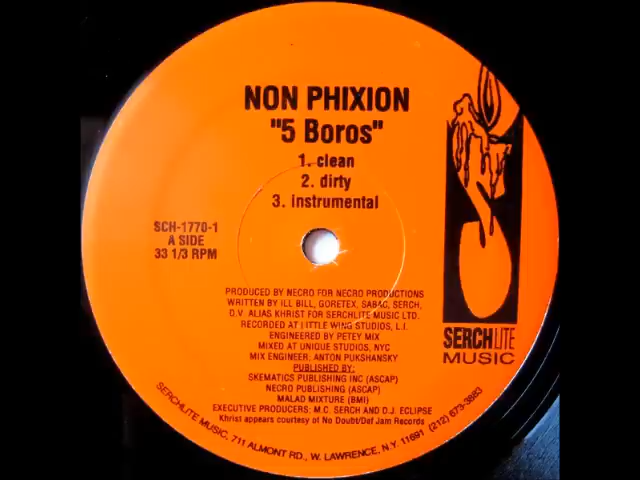 NON PHIXION
"5 Boros"
1. clean
2. dirty
3. instrumental
SCH-1770-1
A SIDE
33 1/3 RPM
PRODUCED BY NECRO FOR NECRO PRODUCTIONS
WRITTEN BY ILL BILL, GORETEX, SABAC, SERCH,
D.V. ALIAS KHRIST FOR SERCHLITE MUSIC LTD.
RECORDED AT LITTLE WING STUDIOS, L.I.
ENGINEERED BY PETEY MIX
MIXED AT UNIQUE STUDIOS, NYC
MIX ENGINEER: ANTON PUKSHANSKY
PUBLISHED BY:
SKEMATICS PUBLISHING INC (ASCAP)
NECRO PUBLISHING (ASCAP)
MALAD MIXTURE (BMI)
EXECUTIVE PRODUCERS: M.C. SERCH AND D.J. ECLIPSE
Khrist appears courtesy of No Doubt/Def Jam Records
SERCHLITE
MUSIC
SERCHLITE MUSIC, 711 ALMONT RD., W. LAWRENCE, N.Y. 11691 (212) 673-3883